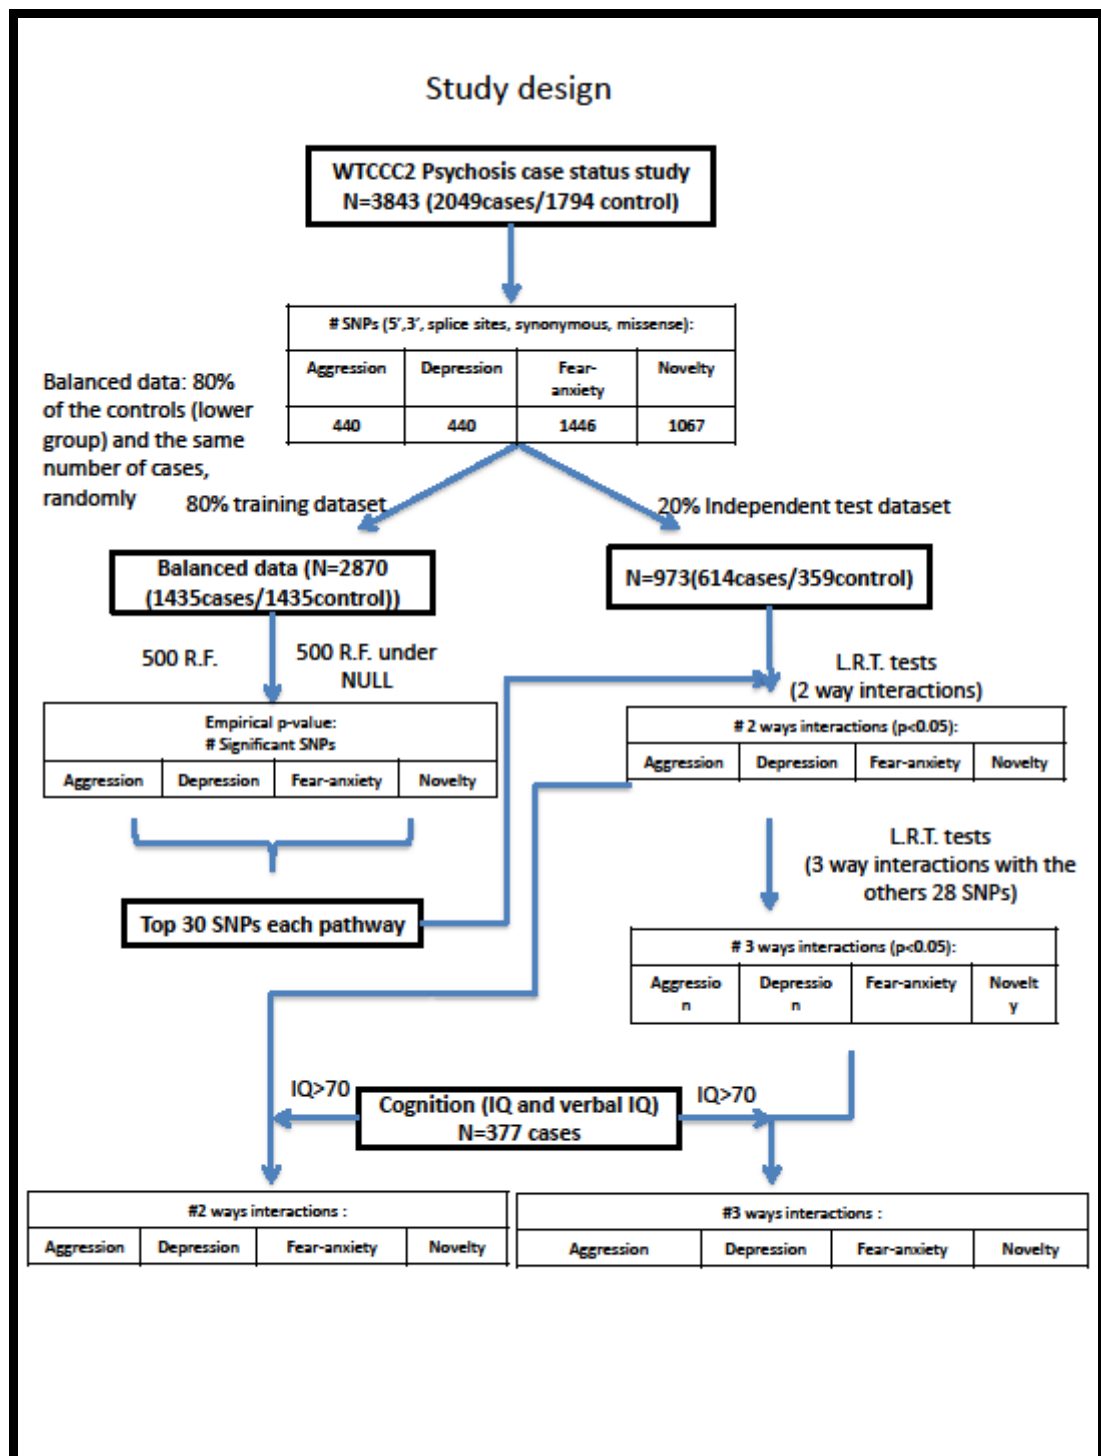 Study design
WTCCC2 Psychosis case status study
N=3843 (2049cases/1794 control)
# SNPs (5′,3′, splice sites, synonymous, missense):
Aggression Depression Fear-
anxiety Novelty
440 440 1446 1067
Balanced data: 80%
of the controls (lower
group) and the same
number of cases,
randomly
80% training dataset
20% Independent test dataset
Balanced data (N=2870
(1435cases/1435control))
N=973(614cases/359control)
500 R.F.
500 R.F. under
NULL
L.R.T. tests
(2 way interactions)
Empirical p-value:
# Significant SNPs
Aggression Depression Fear-anxiety Novelty
# 2 ways interactions (p<0.05):
Aggression Depression Fear-anxiety Novelty
L.R.T. tests
(3 way interactions with the
others 28 SNPs)
Top 30 SNPs each pathway
# 3 ways interactions (p<0.05):
Aggressio
n Depressio
n Fear-anxiety Novelt
y
IQ>70
Cognition (IQ and verbal IQ)
N=377 cases
IQ>70
#2 ways interactions :
Aggression Depression Fear-anxiety Novelty
#3 ways interactions :
Aggression Depression Fear-anxiety Novelty